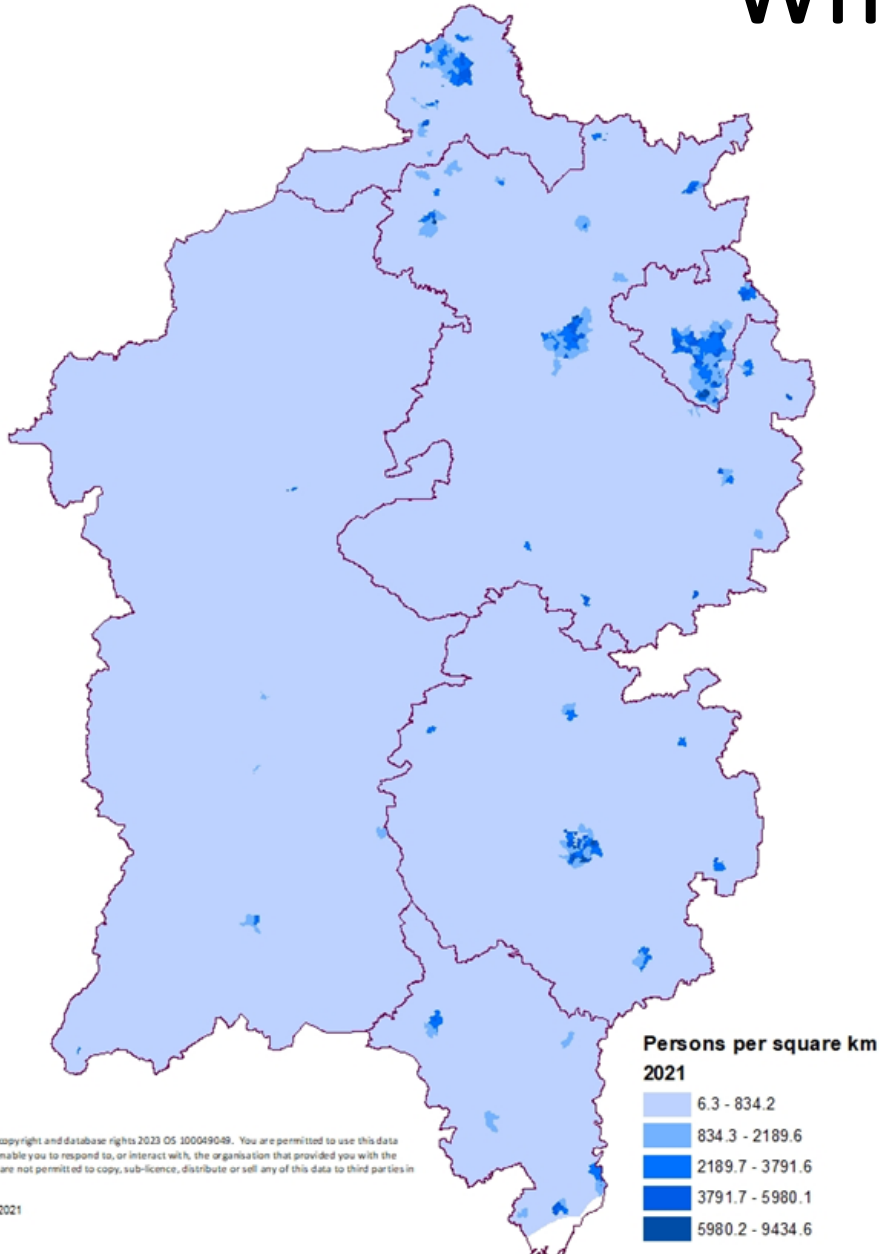 Persons per square km
2021
6.3 - 834.2
834.3 - 2189.6
2189.7 - 3791.6
3791.7 - 5980.1
5980.2 - 9434.6
copyright and database rights 2023 OS 100049049. You are permitted to use this data
enable you to respond to, or interact with, the organisation that provided you with the
are not permitted to copy, sub-licence, distribute or sell any of this data to third parties in
2021